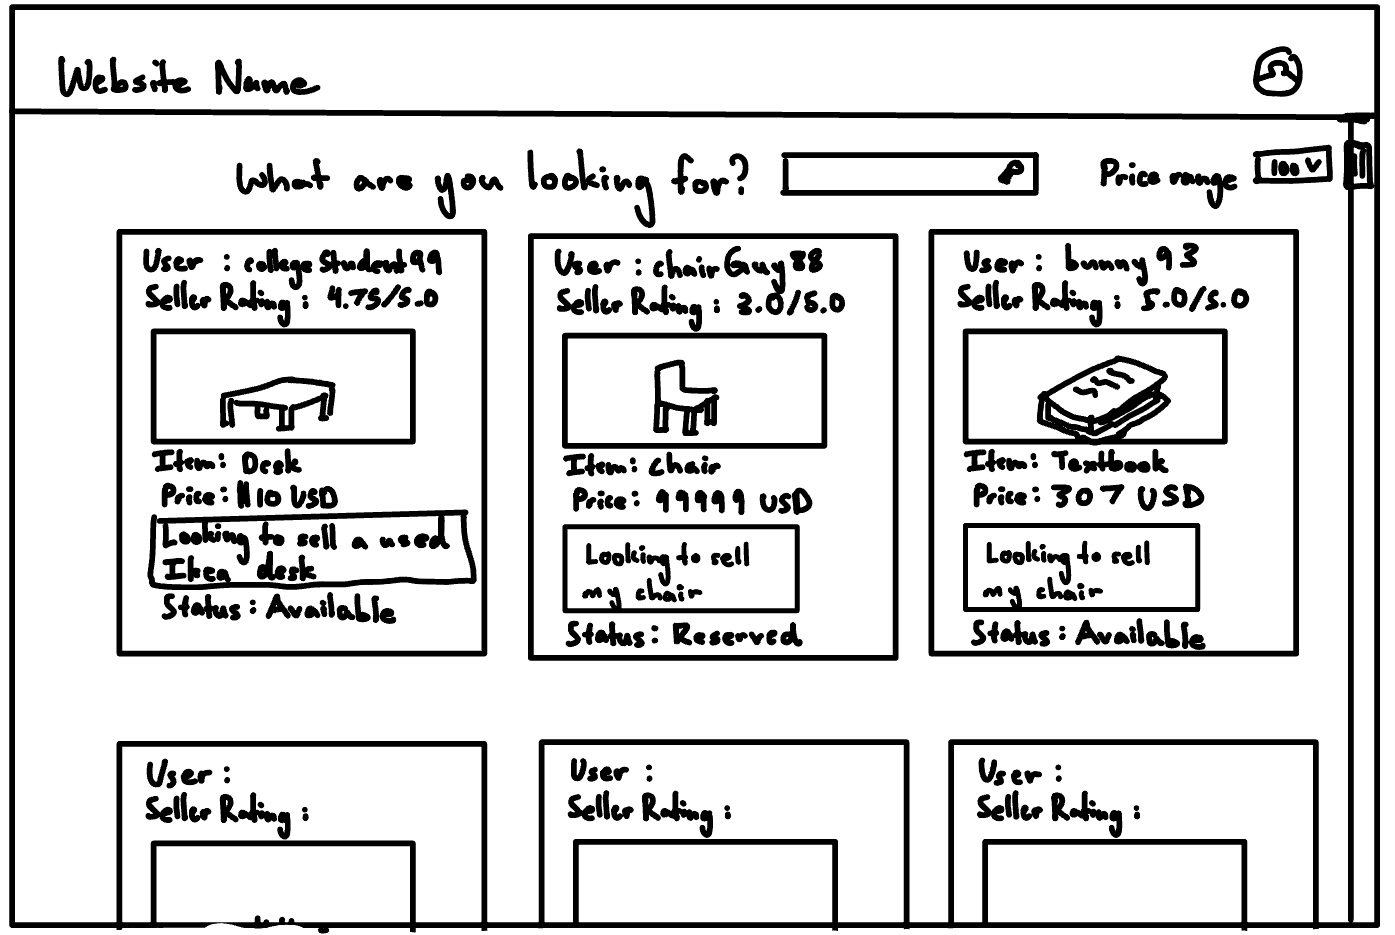 Website Name
What are you looking for?
Price range
100 V
User : collegeStudent99
Seller Rating : 4.75/5.0
Item: Desk
Price: 110 USD
Looking to sell a used
Ikea desk
Status: Available
User : chairGuy88
Seller Rating : 3.0/5.0
Item: Chair
Price: 99999 USD
Looking to sell
my chair
Status: Reserved
User : bunny93
Seller Rating : 5.0/5.0
Item: Textbook
Price: 307 USD
Looking to sell
my chair
Status: Available
User :
Seller Rating :
User :
Seller Rating :
User :
Seller Rating :